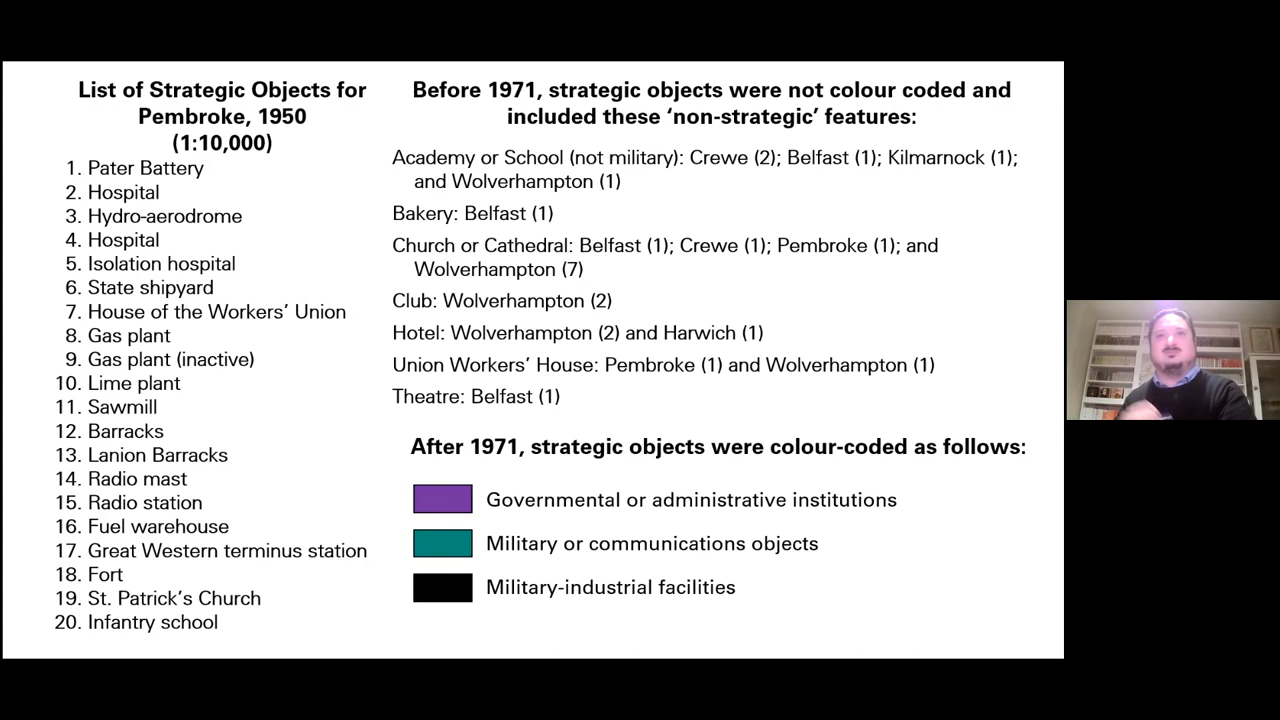 List of Strategic Objects for
Pembroke, 1950
(1:10,000)
1. Pater Battery
2. Hospital
3. Hydro-aerodrome
4. Hospital
5. Isolation hospital
6. State shipyard
7. House of the Workers’ Union
8. Gas plant
9. Gas plant (inactive)
10. Lime plant
11. Sawmill
12. Barracks
13. Lanion Barracks
14. Radio mast
15. Radio station
16. Fuel warehouse
17. Great Western terminus station
18. Fort
19. St. Patrick’s Church
20. Infantry school
Before 1971, strategic objects were not colour coded and
included these ‘non-strategic’ features:
Academy or School (not military): Crewe (2); Belfast (1); Kilmarnock (1);
and Wolverhampton (1)
Bakery: Belfast (1)
Church or Cathedral: Belfast (1); Crewe (1); Pembroke (1); and
Wolverhampton (7)
Club: Wolverhampton (2)
Hotel: Wolverhampton (2) and Harwich (1)
Union Workers’ House: Pembroke (1) and Wolverhampton (1)
Theatre: Belfast (1)
After 1971, strategic objects were colour-coded as follows:
Governmental or administrative institutions
Military or communications objects
Military-industrial facilities